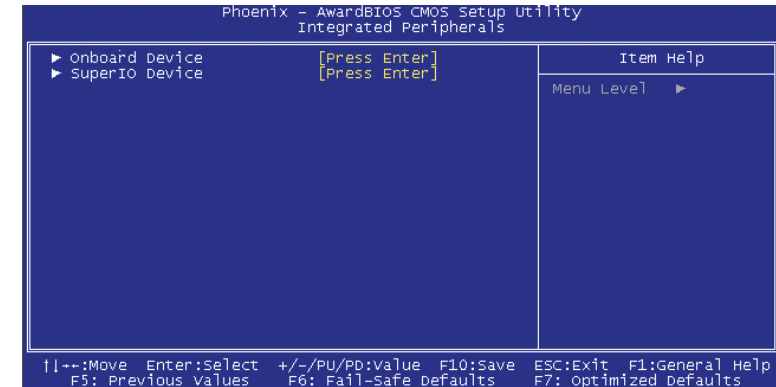 Phoenix – AwardBIOS CMOS Setup Utility
Integrated Peripherals
► Onboard Device [Press Enter]
► SuperIO Device [Press Enter]
Item Help
Menu Level ►
↑↓←→:Move Enter:Select +/-/PU/PD:Value F10:Save ESC:Exit F1:General Help
F5: Previous Values F6: Fail-Safe Defaults F7: Optimized Defaults